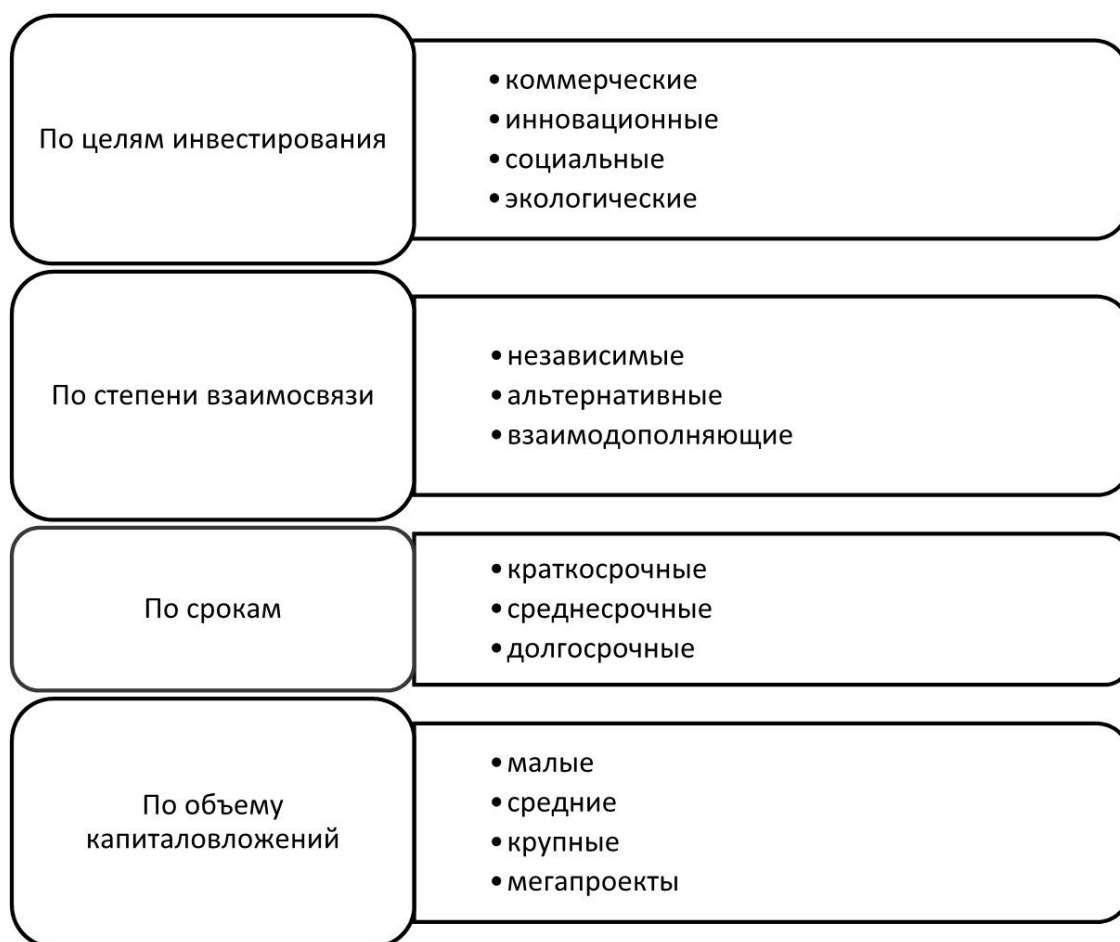 По целям инвестирования
• коммерческие
• инновационные
• социальные
• экологические
По степени взаимосвязи
• независимые
• альтернативные
• взаимодополняющие
По срокам
• краткосрочные
• среднесрочные
• долгосрочные
По объему
капиталовложений
• малые
• средние
• крупные
• мегапроекты